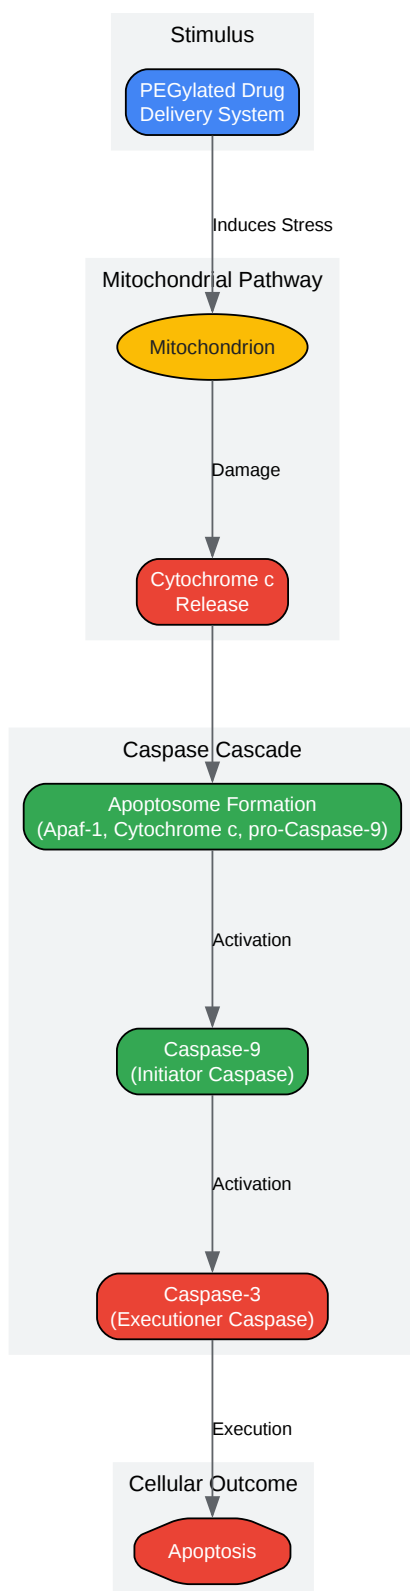 Stimulus
PEGylated Drug
Delivery System
Induces Stress
Mitochondrial Pathway
Mitochondrion
Damage
Cytochrome c
Release
Caspase Cascade
Apoptosome Formation
(Apaf-1, Cytochrome c, pro-Caspase-9)
Activation
Caspase-9
(Initiator Caspase)
Activation
Caspase-3
(Executioner Caspase)
Execution
Cellular Outcome
Apoptosis